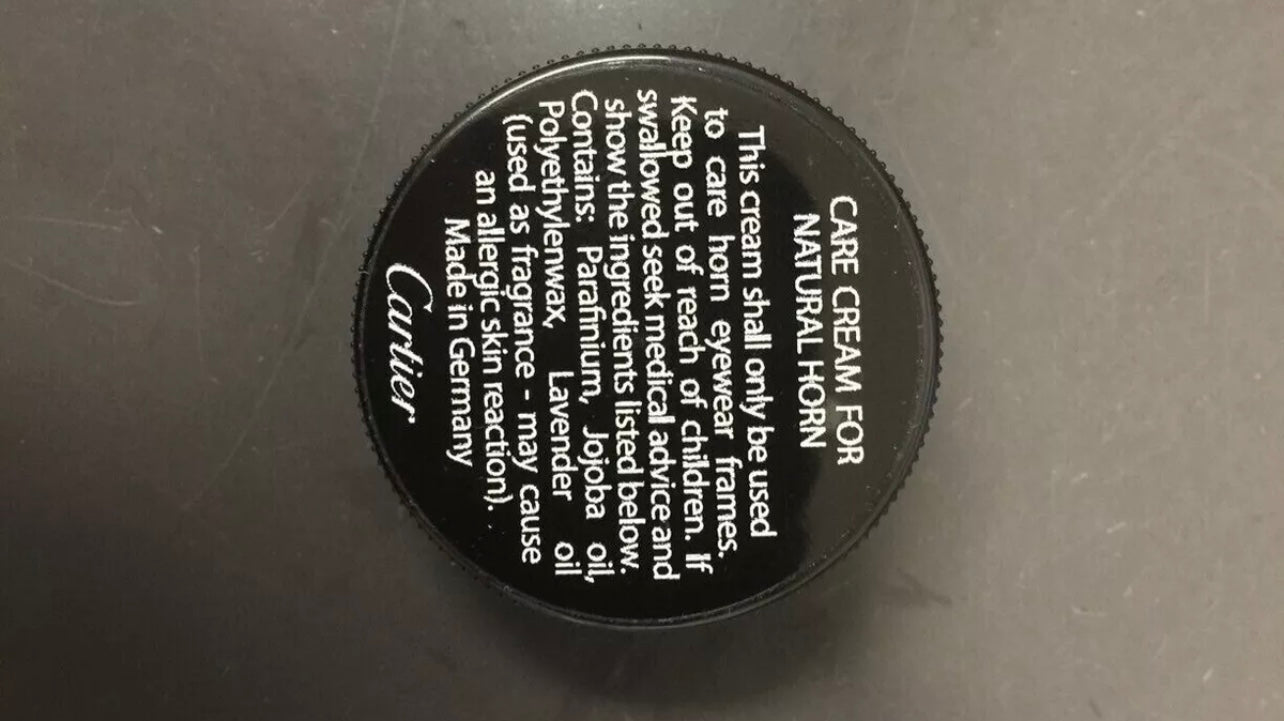 CARE CREAM FOR
NATURAL HORN
This cream shall only be used
to care horn eyewear frames.
Keep out of reach of children. If
swallowed seek medical advice and
show the ingredients listed below.
Contains: Parafinium, Jojoba oil,
Polyethylenwax, Lavender oil
(used as fragrance - may cause
an allergic skin reaction).
Made in Germany
Cartier